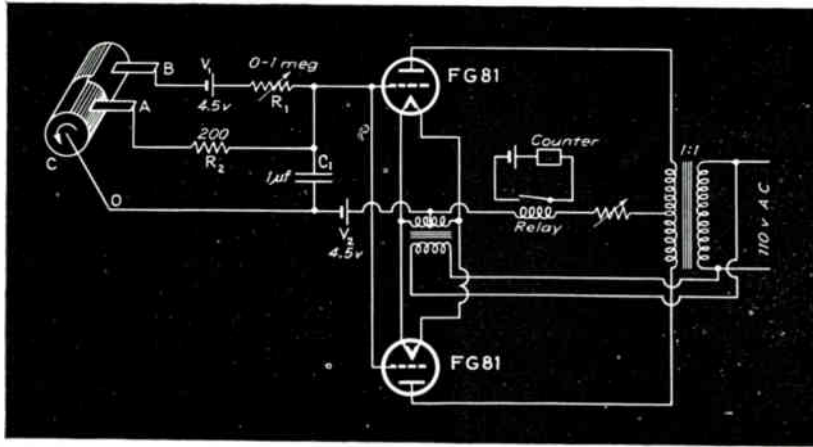 B
V₁
0-1 meg
FG81
4.5v
R₁
A
200
R₂
C
C₁
1μf
Counter
1:1
O
V₂
4.5v
Relay
110 v AC
FG81